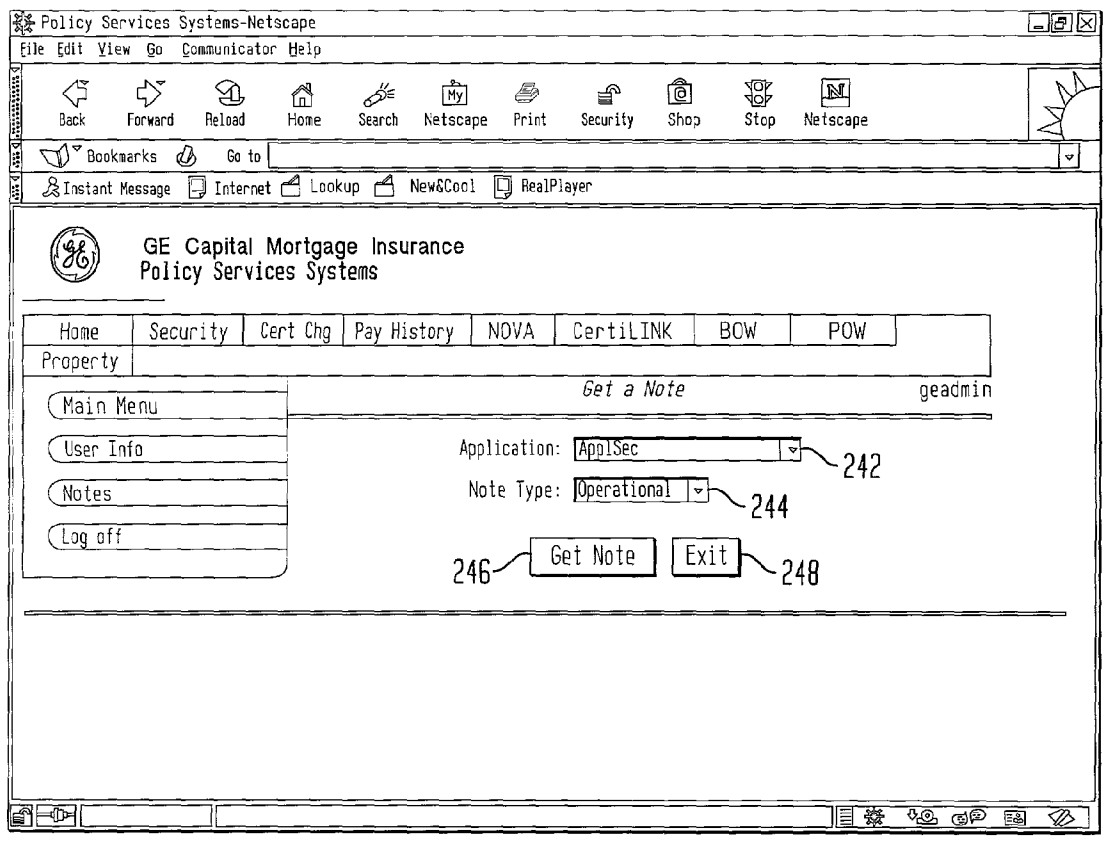 Policy Services Systems-Netscape
File Edit View Go Communicator Help
My N
Back Forward Reload Home Search Netscape Print Security Shop Stop Netscape
Bookmarks Go to
Instant Message Internet Lookup New&Cool RealPlayer
GE GE Capital Mortgage Insurance
Policy Services Systems
Home Security Cert Chg Pay History NOVA CertiLINK BOW POW
Property
Get a Note geadmin
Main Menu
User Info
Notes
Log off
Application: ApplSec 242
Note Type: Operational 244
246 Get Note Exit 248